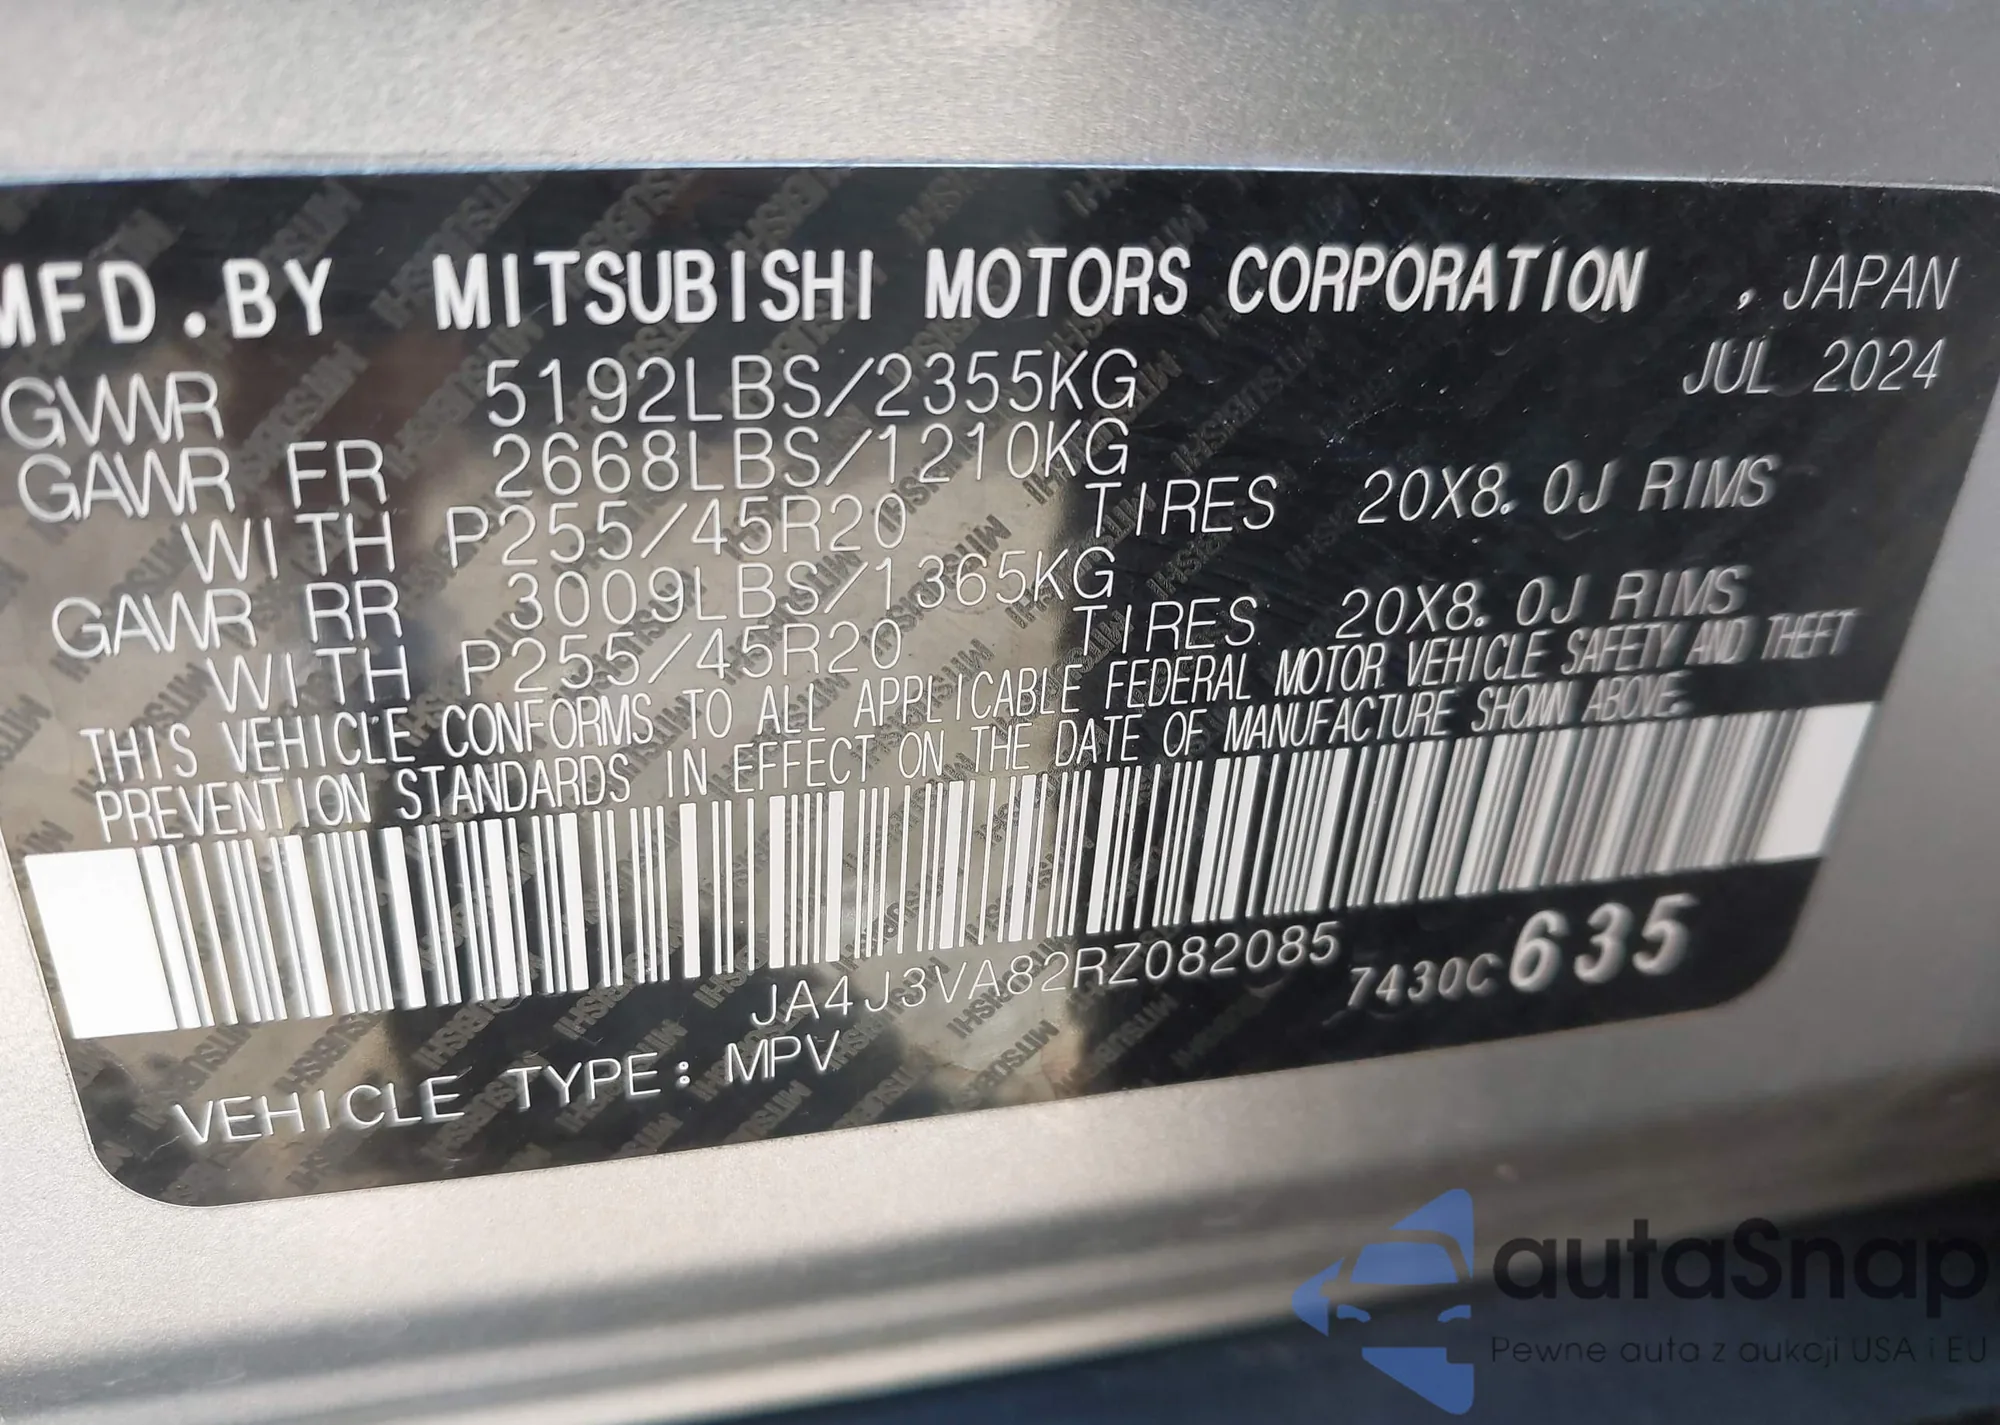 MFD.BY MITSUBISHI MOTORS CORPORATION , JAPAN
GVWR 5192LBS/2355KG JUL 2024
GAWR FR 2668LBS/1210KG
WITH P255/45R20 TIRES 20X8.0J RIMS
GAWR RR 3009LBS/1365KG
WITH P255/45R20 TIRES 20X8.0J RIMS
THIS VEHICLE CONFORMS TO ALL APPLICABLE FEDERAL MOTOR VEHICLE SAFETY AND THEFT
PREVENTION STANDARDS IN EFFECT ON THE DATE OF MANUFACTURE SHOWN ABOVE.
JA4J3VA82RZ082085 7430C635
VEHICLE TYPE: MPV
autaSnap
Pewne auta z aukcji USA i EU